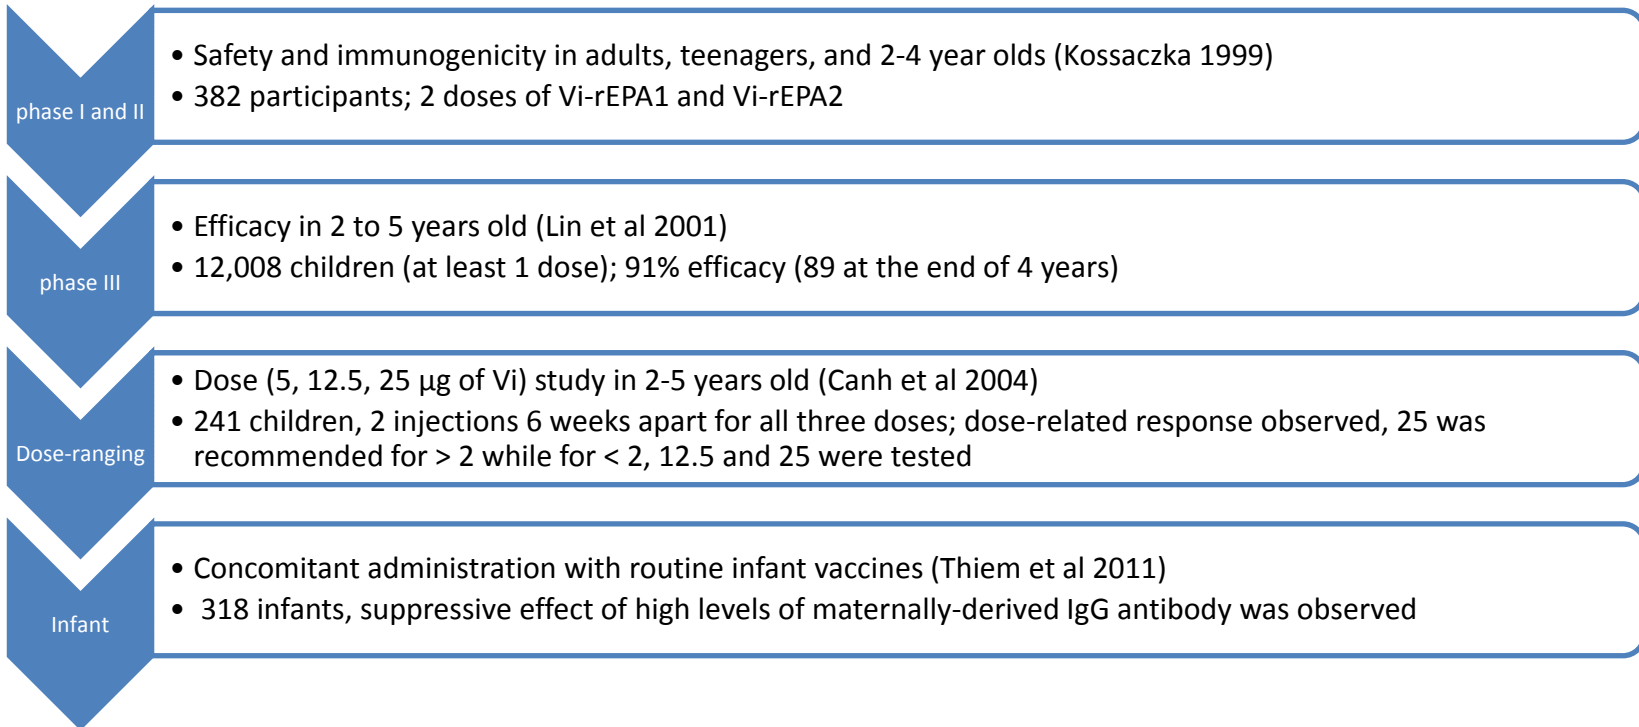 phase I and II
• Safety and immunogenicity in adults, teenagers, and 2-4 year olds (Kossaczka 1999)
• 382 participants; 2 doses of Vi-rEPA1 and Vi-rEPA2
phase III
• Efficacy in 2 to 5 years old (Lin et al 2001)
• 12,008 children (at least 1 dose); 91% efficacy (89 at the end of 4 years)
Dose-ranging
• Dose (5, 12.5, 25 µg of Vi) study in 2-5 years old (Canh et al 2004)
• 241 children, 2 injections 6 weeks apart for all three doses; dose-related response observed, 25 was
recommended for > 2 while for < 2, 12.5 and 25 were tested
Infant
• Concomitant administration with routine infant vaccines (Thiem et al 2011)
• 318 infants, suppressive effect of high levels of maternally-derived IgG antibody was observed